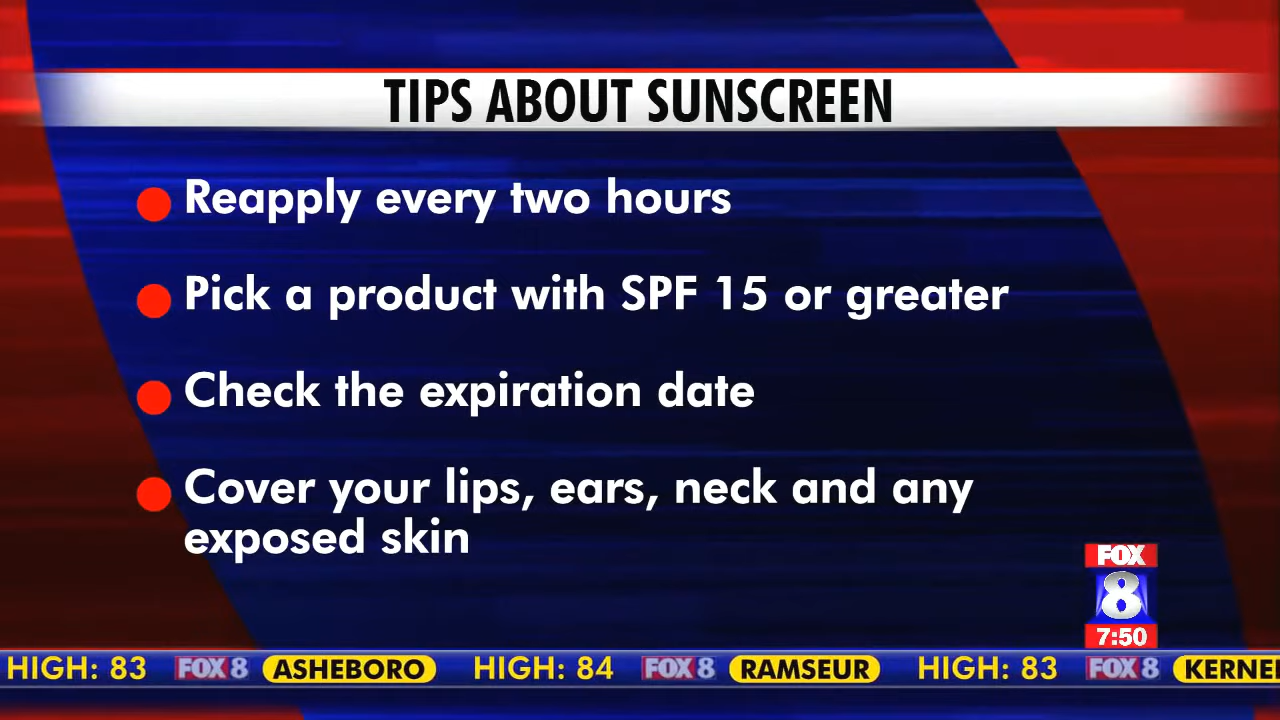 TIPS ABOUT SUNSCREEN
Reapply every two hours
Pick a product with SPF 15 or greater
Check the expiration date
Cover your lips, ears, neck and any
exposed skin
FOX
8
7:50
HIGH: 83 FOX 8 ASHEBORO HIGH: 84 FOX 8 RAMSEUR HIGH: 83 FOX 8 KERNE